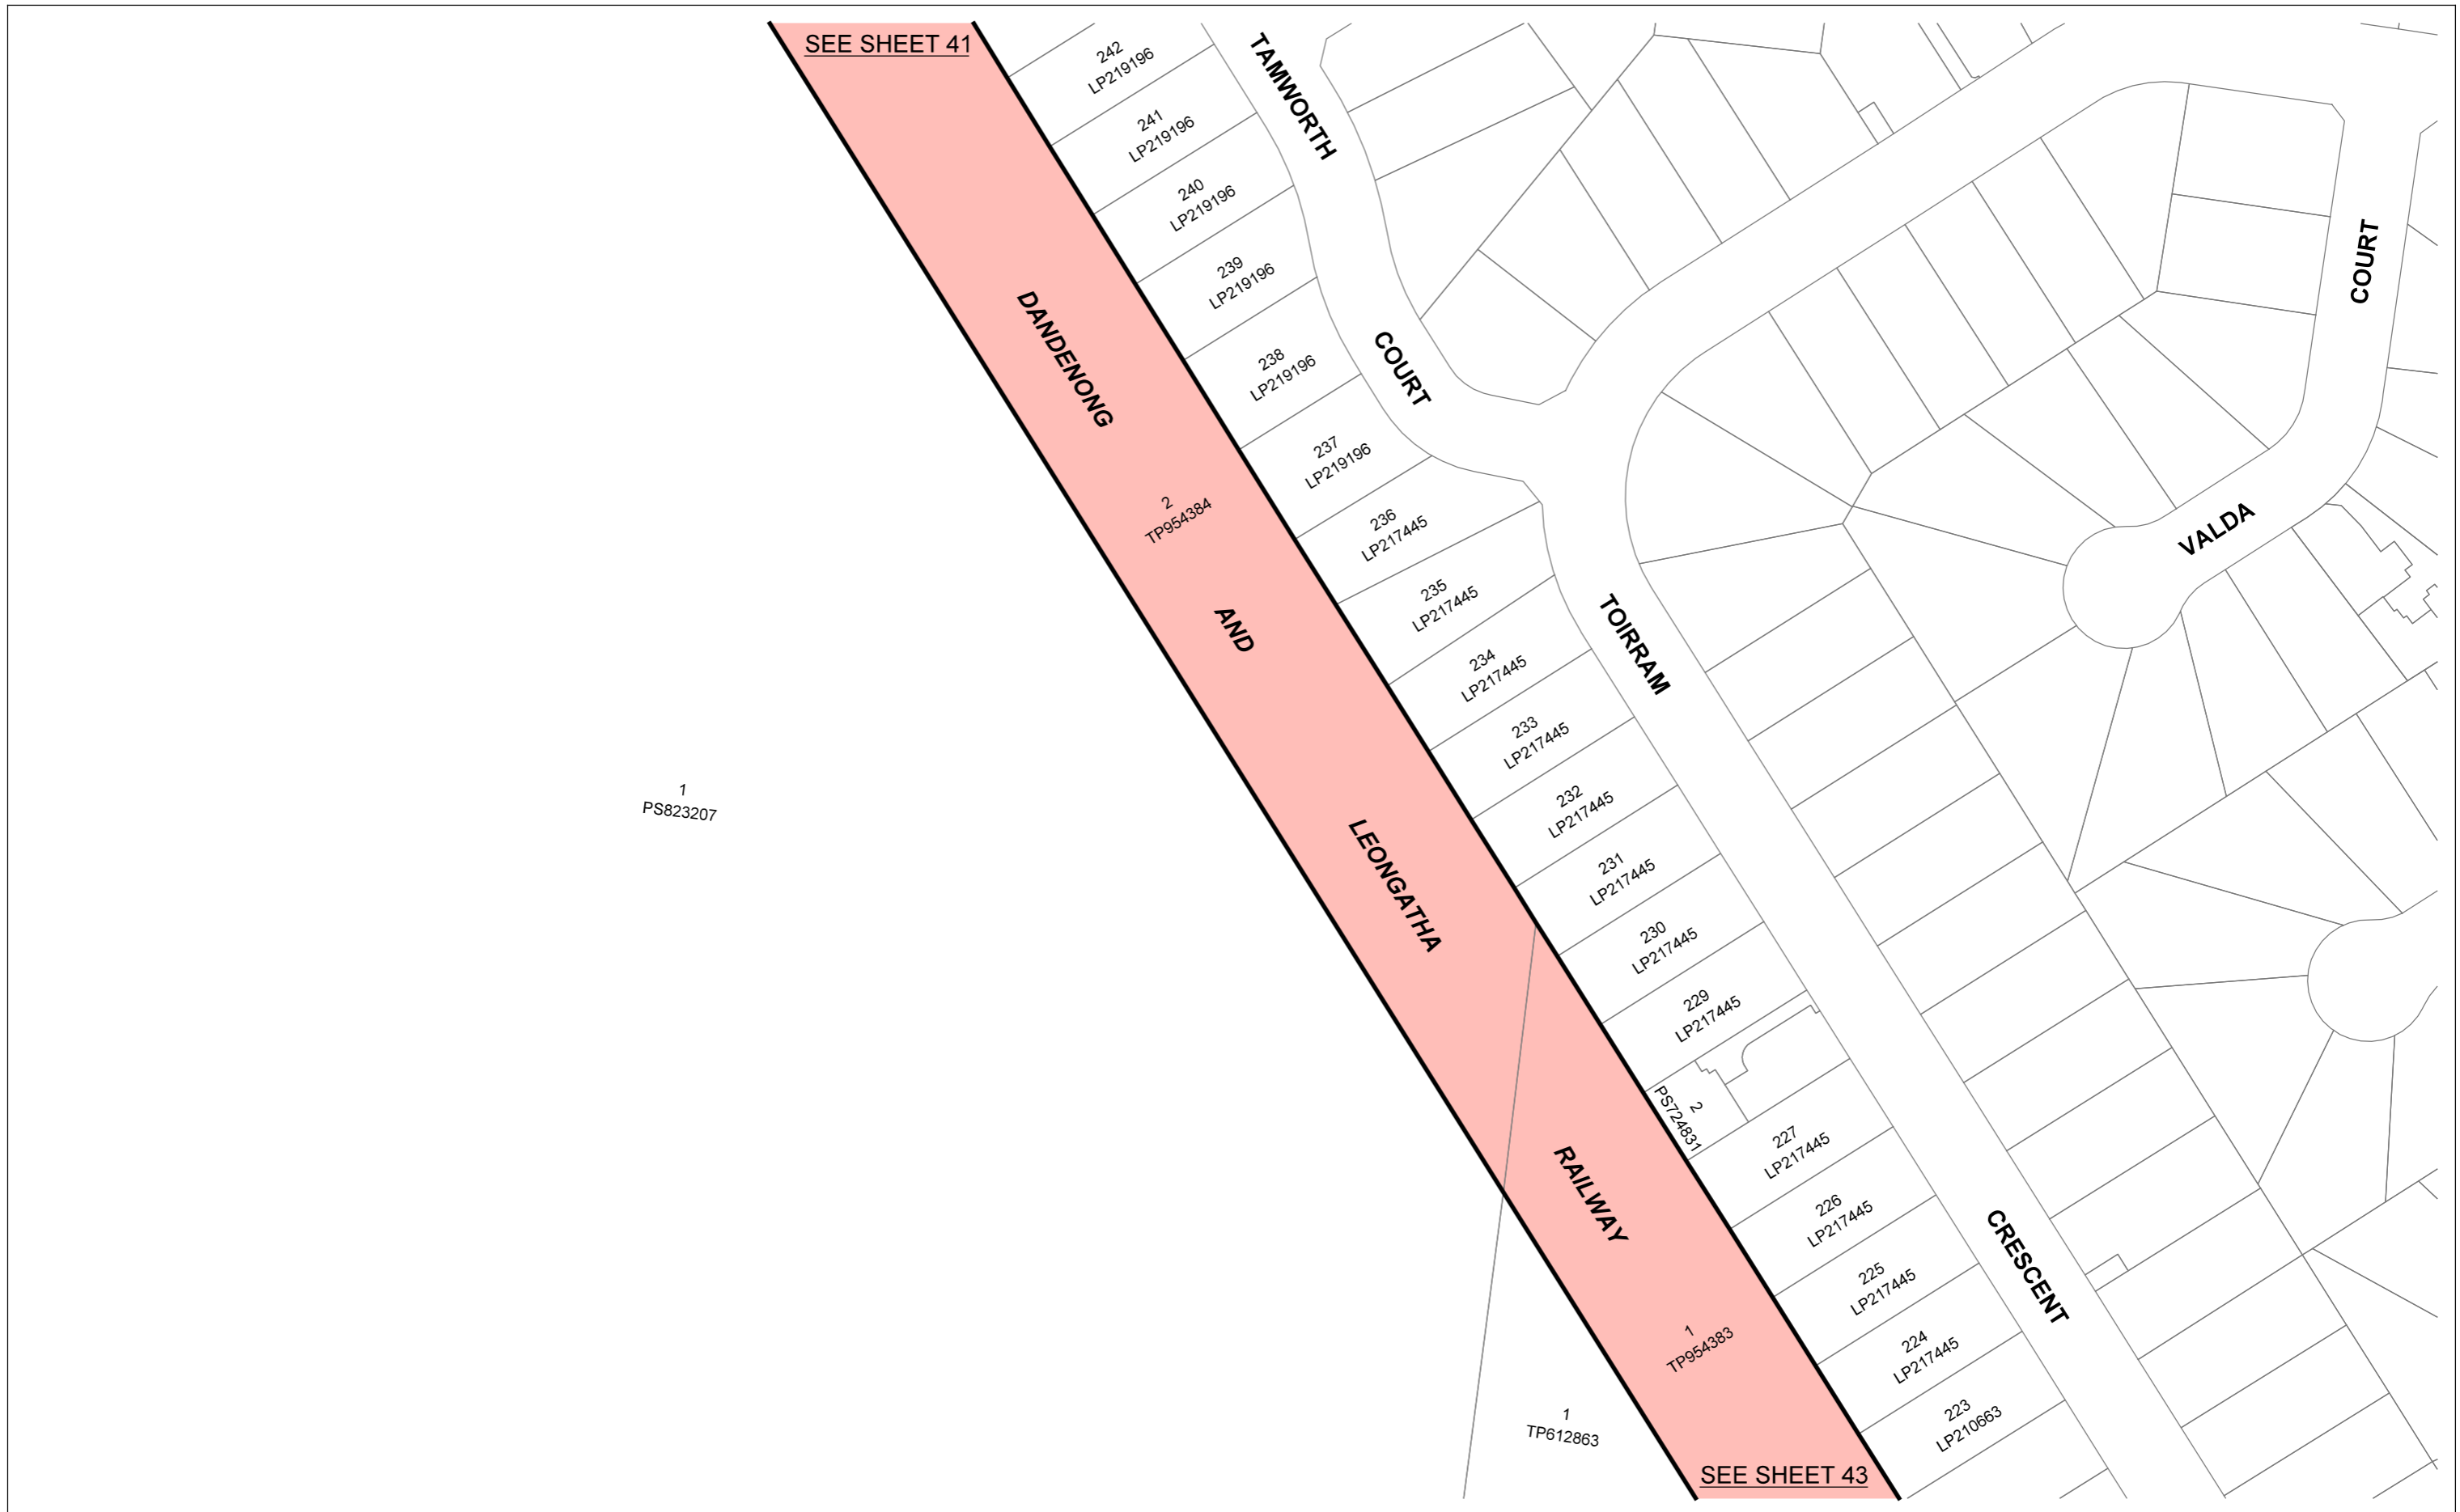 SEE SHEET 41
242
LP219196
241
LP219196
240
LP219196
239
LP219196
238
LP219196
237
LP219196
236
LP217445
235
LP217445
234
LP217445
233
LP217445
232
LP217445
231
LP217445
230
LP217445
229
LP217445
2
PS724831
227
LP217445
226
LP217445
225
LP217445
224
LP217445
223
LP210663
TAMWORTH
COURT
DANDENONG
2
TP954384
AND
LEONGATHA
RAILWAY
1
TP954383
1
PS823207
1
TP612863
TOIRRAM
CRESCENT
VALDA
COURT
SEE SHEET 43